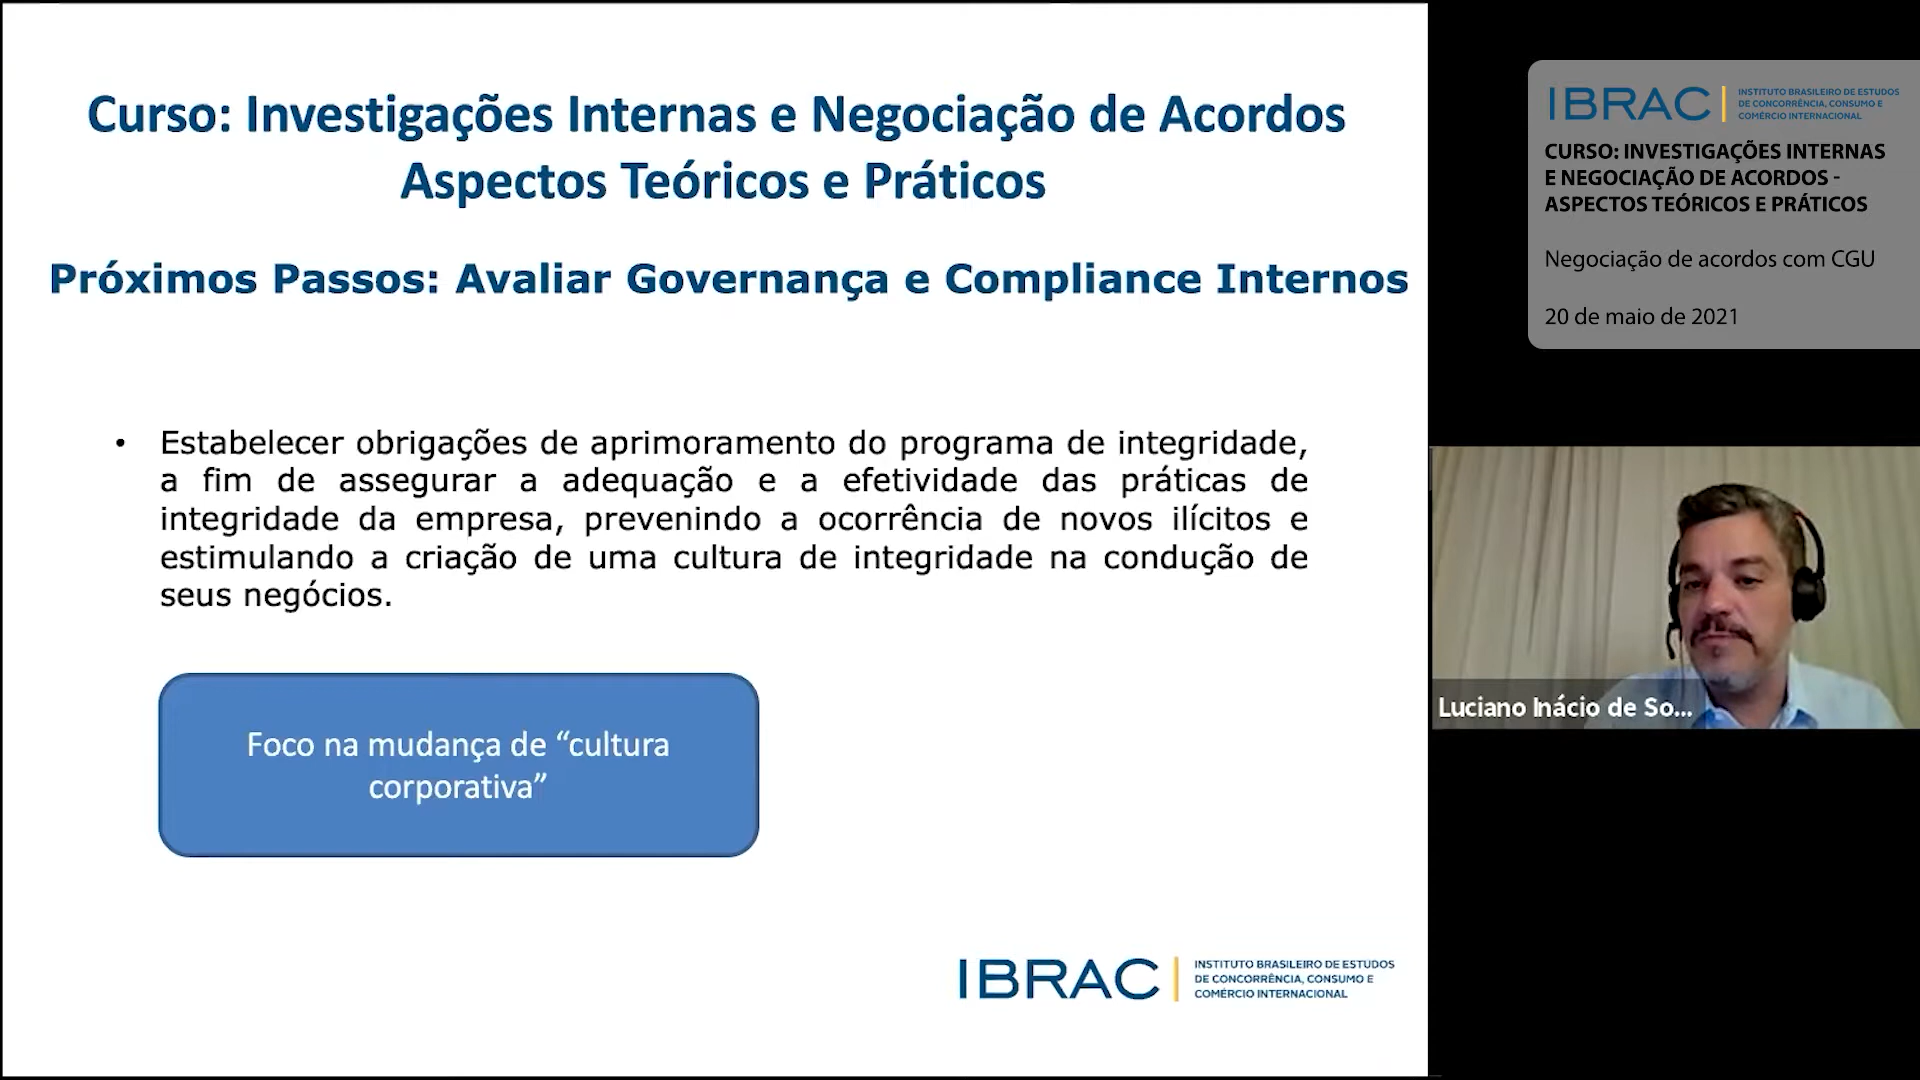 Curso: Investigações Internas e Negociação de Acordos
Aspectos Teóricos e Práticos
Próximos Passos: Avaliar Governança e Compliance Internos
• Estabelecer obrigações de aprimoramento do programa de integridade,
a fim de assegurar a adequação e a efetividade das práticas de
integridade da empresa, prevenindo a ocorrência de novos ilícitos e
estimulando a criação de uma cultura de integridade na condução de
seus negócios.
Foco na mudança de “cultura
corporativa”
IBRAC
INSTITUTO BRASILEIRO DE ESTUDOS
DE CONCORRÊNCIA, CONSUMO E
COMÉRCIO INTERNACIONAL
IBRAC
INSTITUTO BRASILEIRO DE ESTUDOS
DE CONCORRÊNCIA, CONSUMO E
COMÉRCIO INTERNACIONAL
CURSO: INVESTIGAÇÕES INTERNAS
E NEGOCIAÇÃO DE ACORDOS -
ASPECTOS TEÓRICOS E PRÁTICOS
Negociação de acordos com CGU
20 de maio de 2021
Luciano Inácio de So...